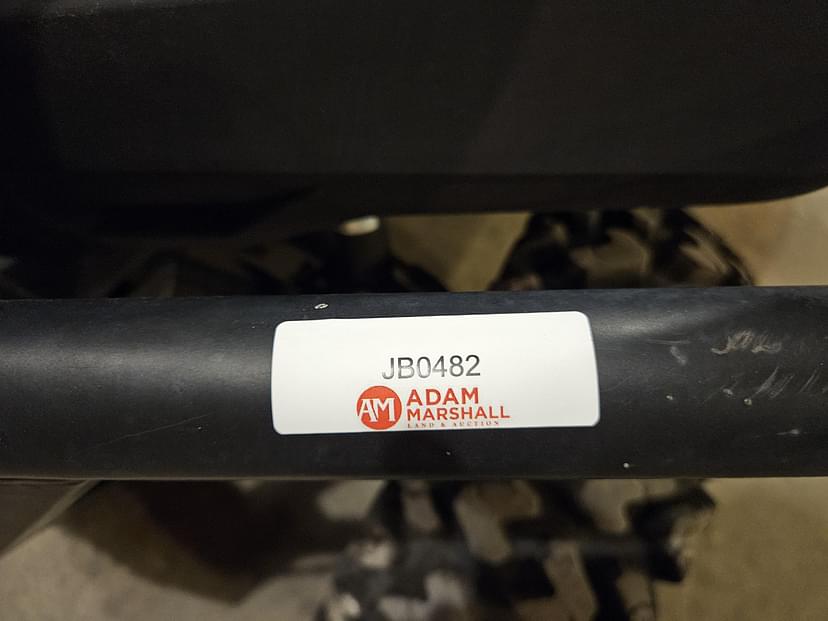 JB0482
AM ADAM
MARSHALL
LAND & AUCTION